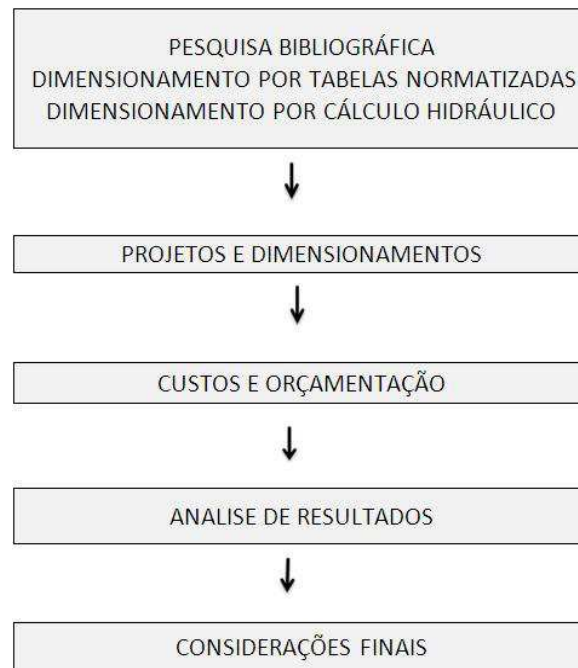 PESQUISA BIBLIOGRÁFICA
DIMENSIONAMENTO POR TABELAS NORMATIZADAS
DIMENSIONAMENTO POR CÁLCULO HIDRÁULICO
PROJETOS E DIMENSIONAMENTOS
CUSTOS E ORÇAMENTAÇÃO
ANALISE DE RESULTADOS
CONSIDERAÇÕES FINAIS